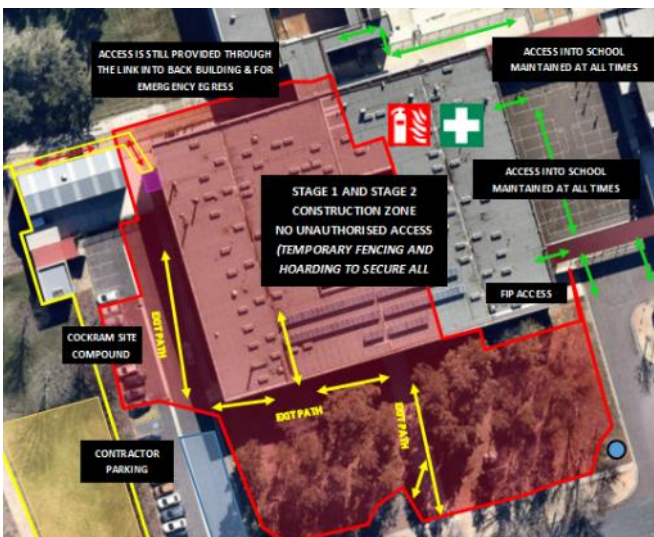 ACCESS IS STILL PROVIDED THROUGH
THE LINK INTO BACK BUILDING & FOR
EMERGENCY EGRESS
ACCESS INTO SCHOOL
MAINTAINED AT ALL TIMES
ACCESS INTO SCHOOL
MAINTAINED AT ALL TIMES
STAGE 1 AND STAGE 2
CONSTRUCTION ZONE
NO UNAUTHORISED ACCESS
(TEMPORARY FENCING AND
HOARDING TO SECURE ALL
FIP ACCESS
EXIT PATH
COCKRAM SITE
COMPOUND
EXIT PATH
EXIT PATH
CONTRACTOR
PARKING